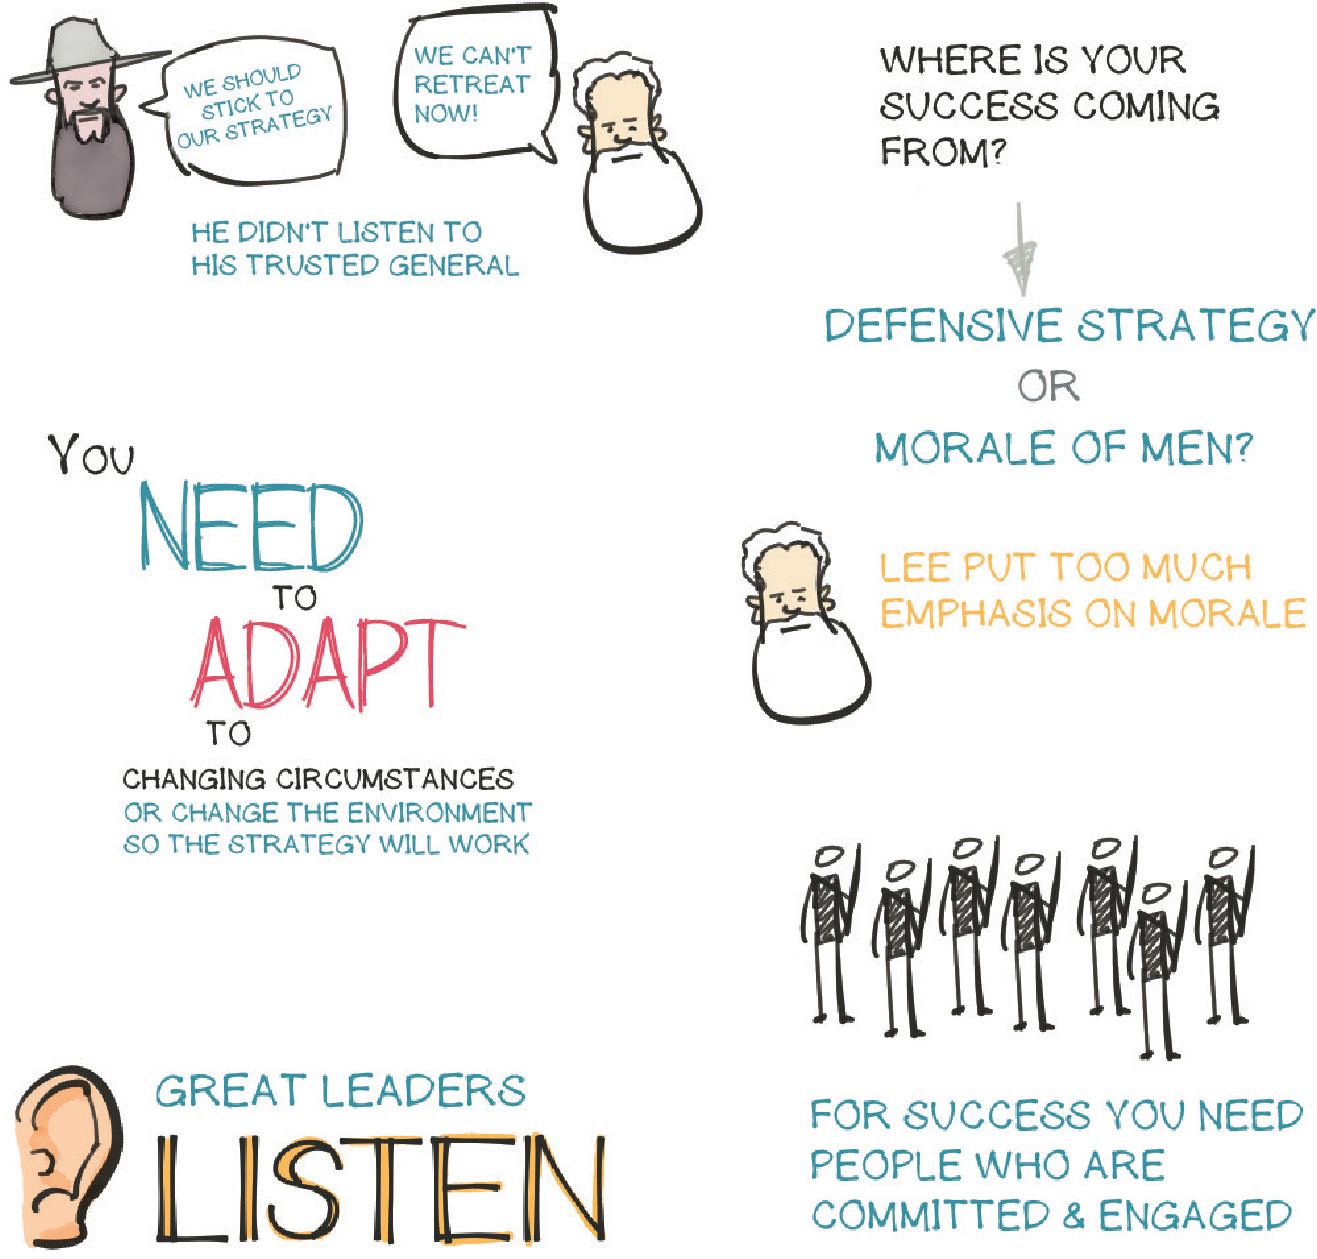 WE SHOULD
STICK TO
OUR STRATEGY
WE CAN'T
RETREAT
NOW!
HE DIDN'T LISTEN TO
HIS TRUSTED GENERAL
WHERE IS YOUR
SUCCESS COMING
FROM?
DEFENSIVE STRATEGY
OR
MORALE OF MEN?
LEE PUT TOO MUCH
EMPHASIS ON MORALE
YOU
NEED
TO
ADAPT
TO
CHANGING CIRCUMSTANCES
OR CHANGE THE ENVIRONMENT
SO THE STRATEGY WILL WORK
GREAT LEADERS
LISTEN
FOR SUCCESS YOU NEED
PEOPLE WHO ARE
COMMITTED & ENGAGED